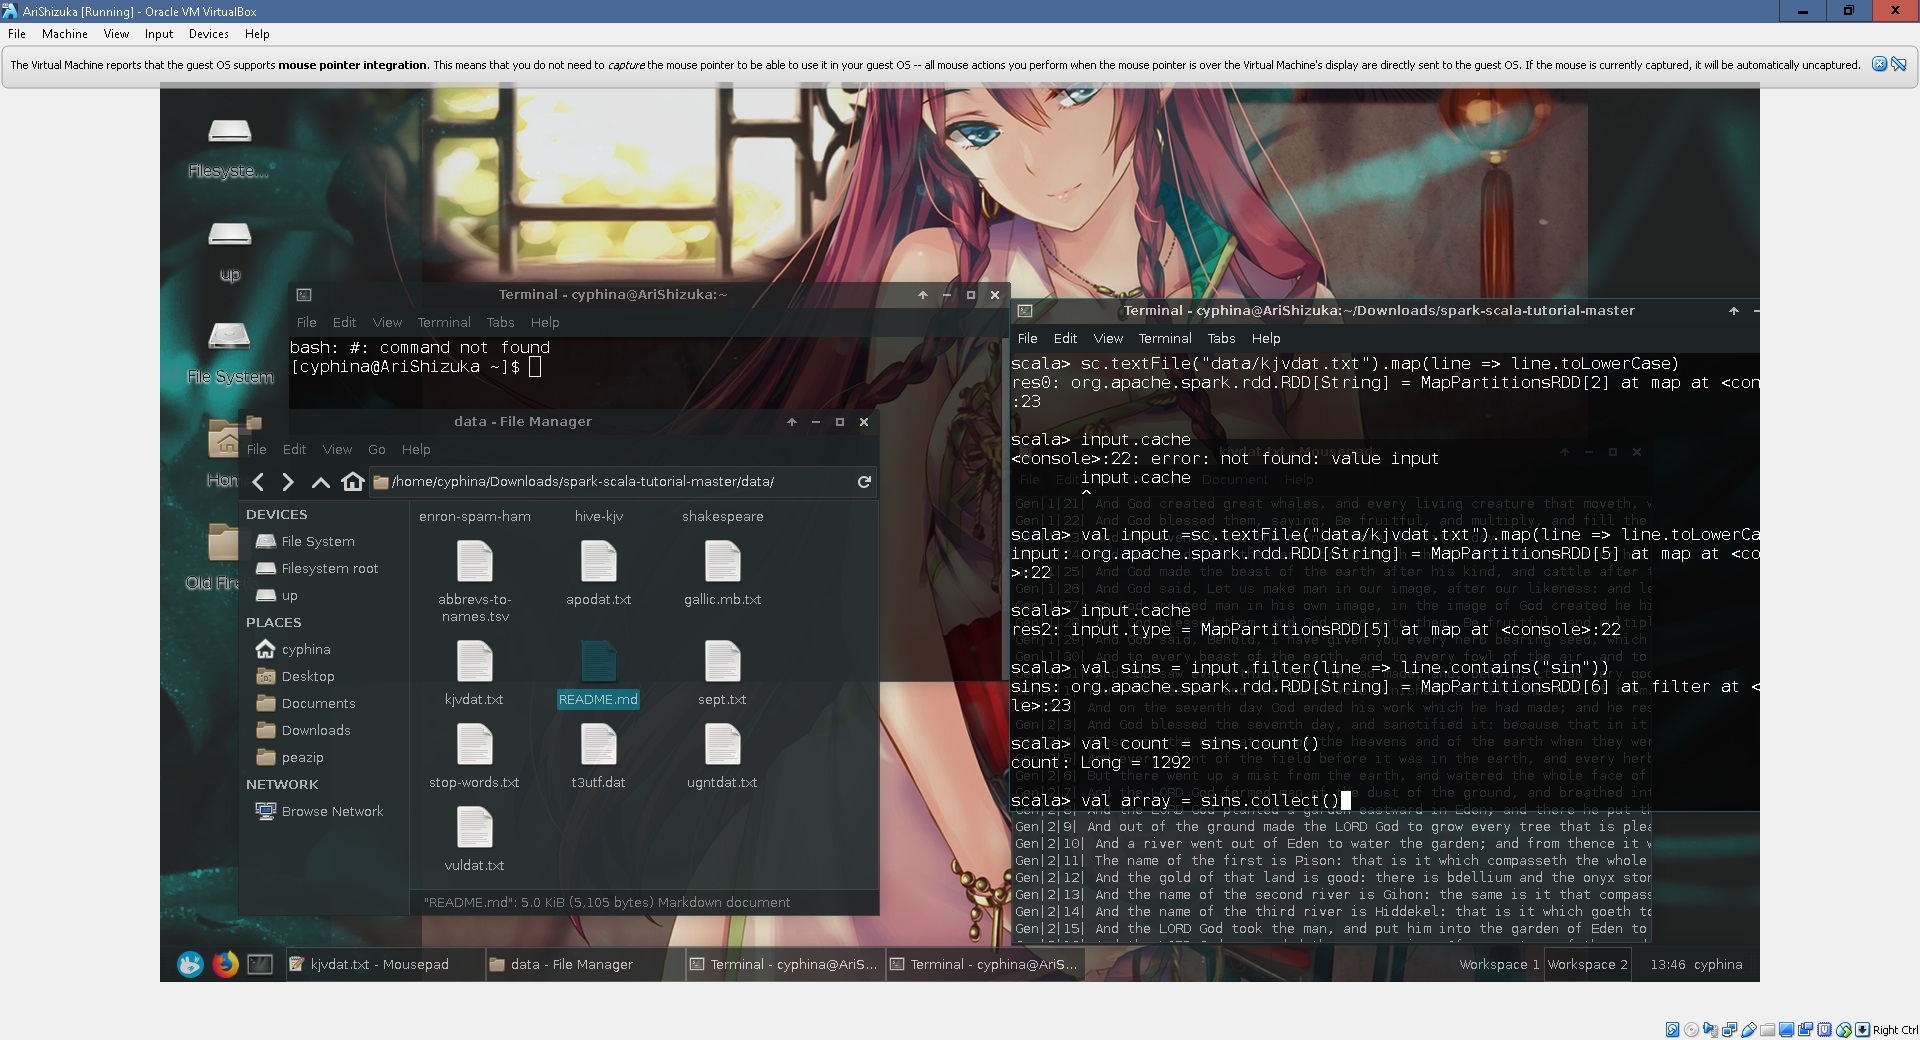 AriShizuka [Running] - Oracle VM VirtualBox
File Machine View Input Devices Help
The Virtual Machine reports that the guest OS supports mouse pointer integration. This means that you do not need to capture the mouse pointer to be able to use it in your guest OS -- all mouse actions you perform when the mouse pointer is over the Virtual Machine's display are directly sent to the guest OS. If the mouse is currently captured, it will be automatically uncaptured.
Filesyste...
up
File System
Hom
Old Fire
Terminal - cyphina@AriShizuka:~
File Edit View Terminal Tabs Help
bash: #: command not found
[cyphina@AriShizuka ~]$
data - File Manager
File Edit View Go Help
/home/cyphina/Downloads/spark-scala-tutorial-master/data/
DEVICES
File System
Filesystem root
up
PLACES
cyphina
Desktop
Documents
Downloads
peazip
NETWORK
Browse Network
enron-spam-ham hive-kjv shakespeare
abbrevs-to-names.tsv apodat.txt gallic.mb.txt
kjvdat.txt README.md sept.txt
stop-words.txt t3utf.dat ugntdat.txt
vuldat.txt
"README.md": 5.0 KiB (5,105 bytes) Markdown document
Terminal - cyphina@AriShizuka:~/Downloads/spark-scala-tutorial-master
File Edit View Terminal Tabs Help
scala> sc.textFile("data/kjvdat.txt").map(line => line.toLowerCase)
res0: org.apache.spark.rdd.RDD[String] = MapPartitionsRDD[2] at map at <con
:23
scala> input.cache
<console>:22: error: not found: value input
input.cache
^
scala> val input =sc.textFile("data/kjvdat.txt").map(line => line.toLowerCa
input: org.apache.spark.rdd.RDD[String] = MapPartitionsRDD[5] at map at <co
>:22
scala> input.cache
res2: input.type = MapPartitionsRDD[5] at map at <console>:22
scala> val sins = input.filter(line => line.contains("sin"))
sins: org.apache.spark.rdd.RDD[String] = MapPartitionsRDD[6] at filter at <
le>:23
scala> val count = sins.count()
count: Long = 1292
scala> val array = sins.collect()
Gen|2|9| And out of the ground made the LORD God to grow every tree that is plea
Gen|2|10| And a river went out of Eden to water the garden; and from thence it w
Gen|2|11| The name of the first is Pison: that is it which compasseth the whole
Gen|2|12| And the gold of that land is good: there is bdellium and the onyx ston
Gen|2|13| And the name of the second river is Gihon: the same is it that compass
Gen|2|14| And the name of the third river is Hiddekel: that is it which goeth to
Gen|2|15| And the LORD God took the man, and put him into the garden of Eden to
kjvdat.txt - Mousepad
data - File Manager
Terminal - cyphina@AriS...
Terminal - cyphina@AriS...
Workspace 1 Workspace 2 13:46 cyphina
Right Ctrl